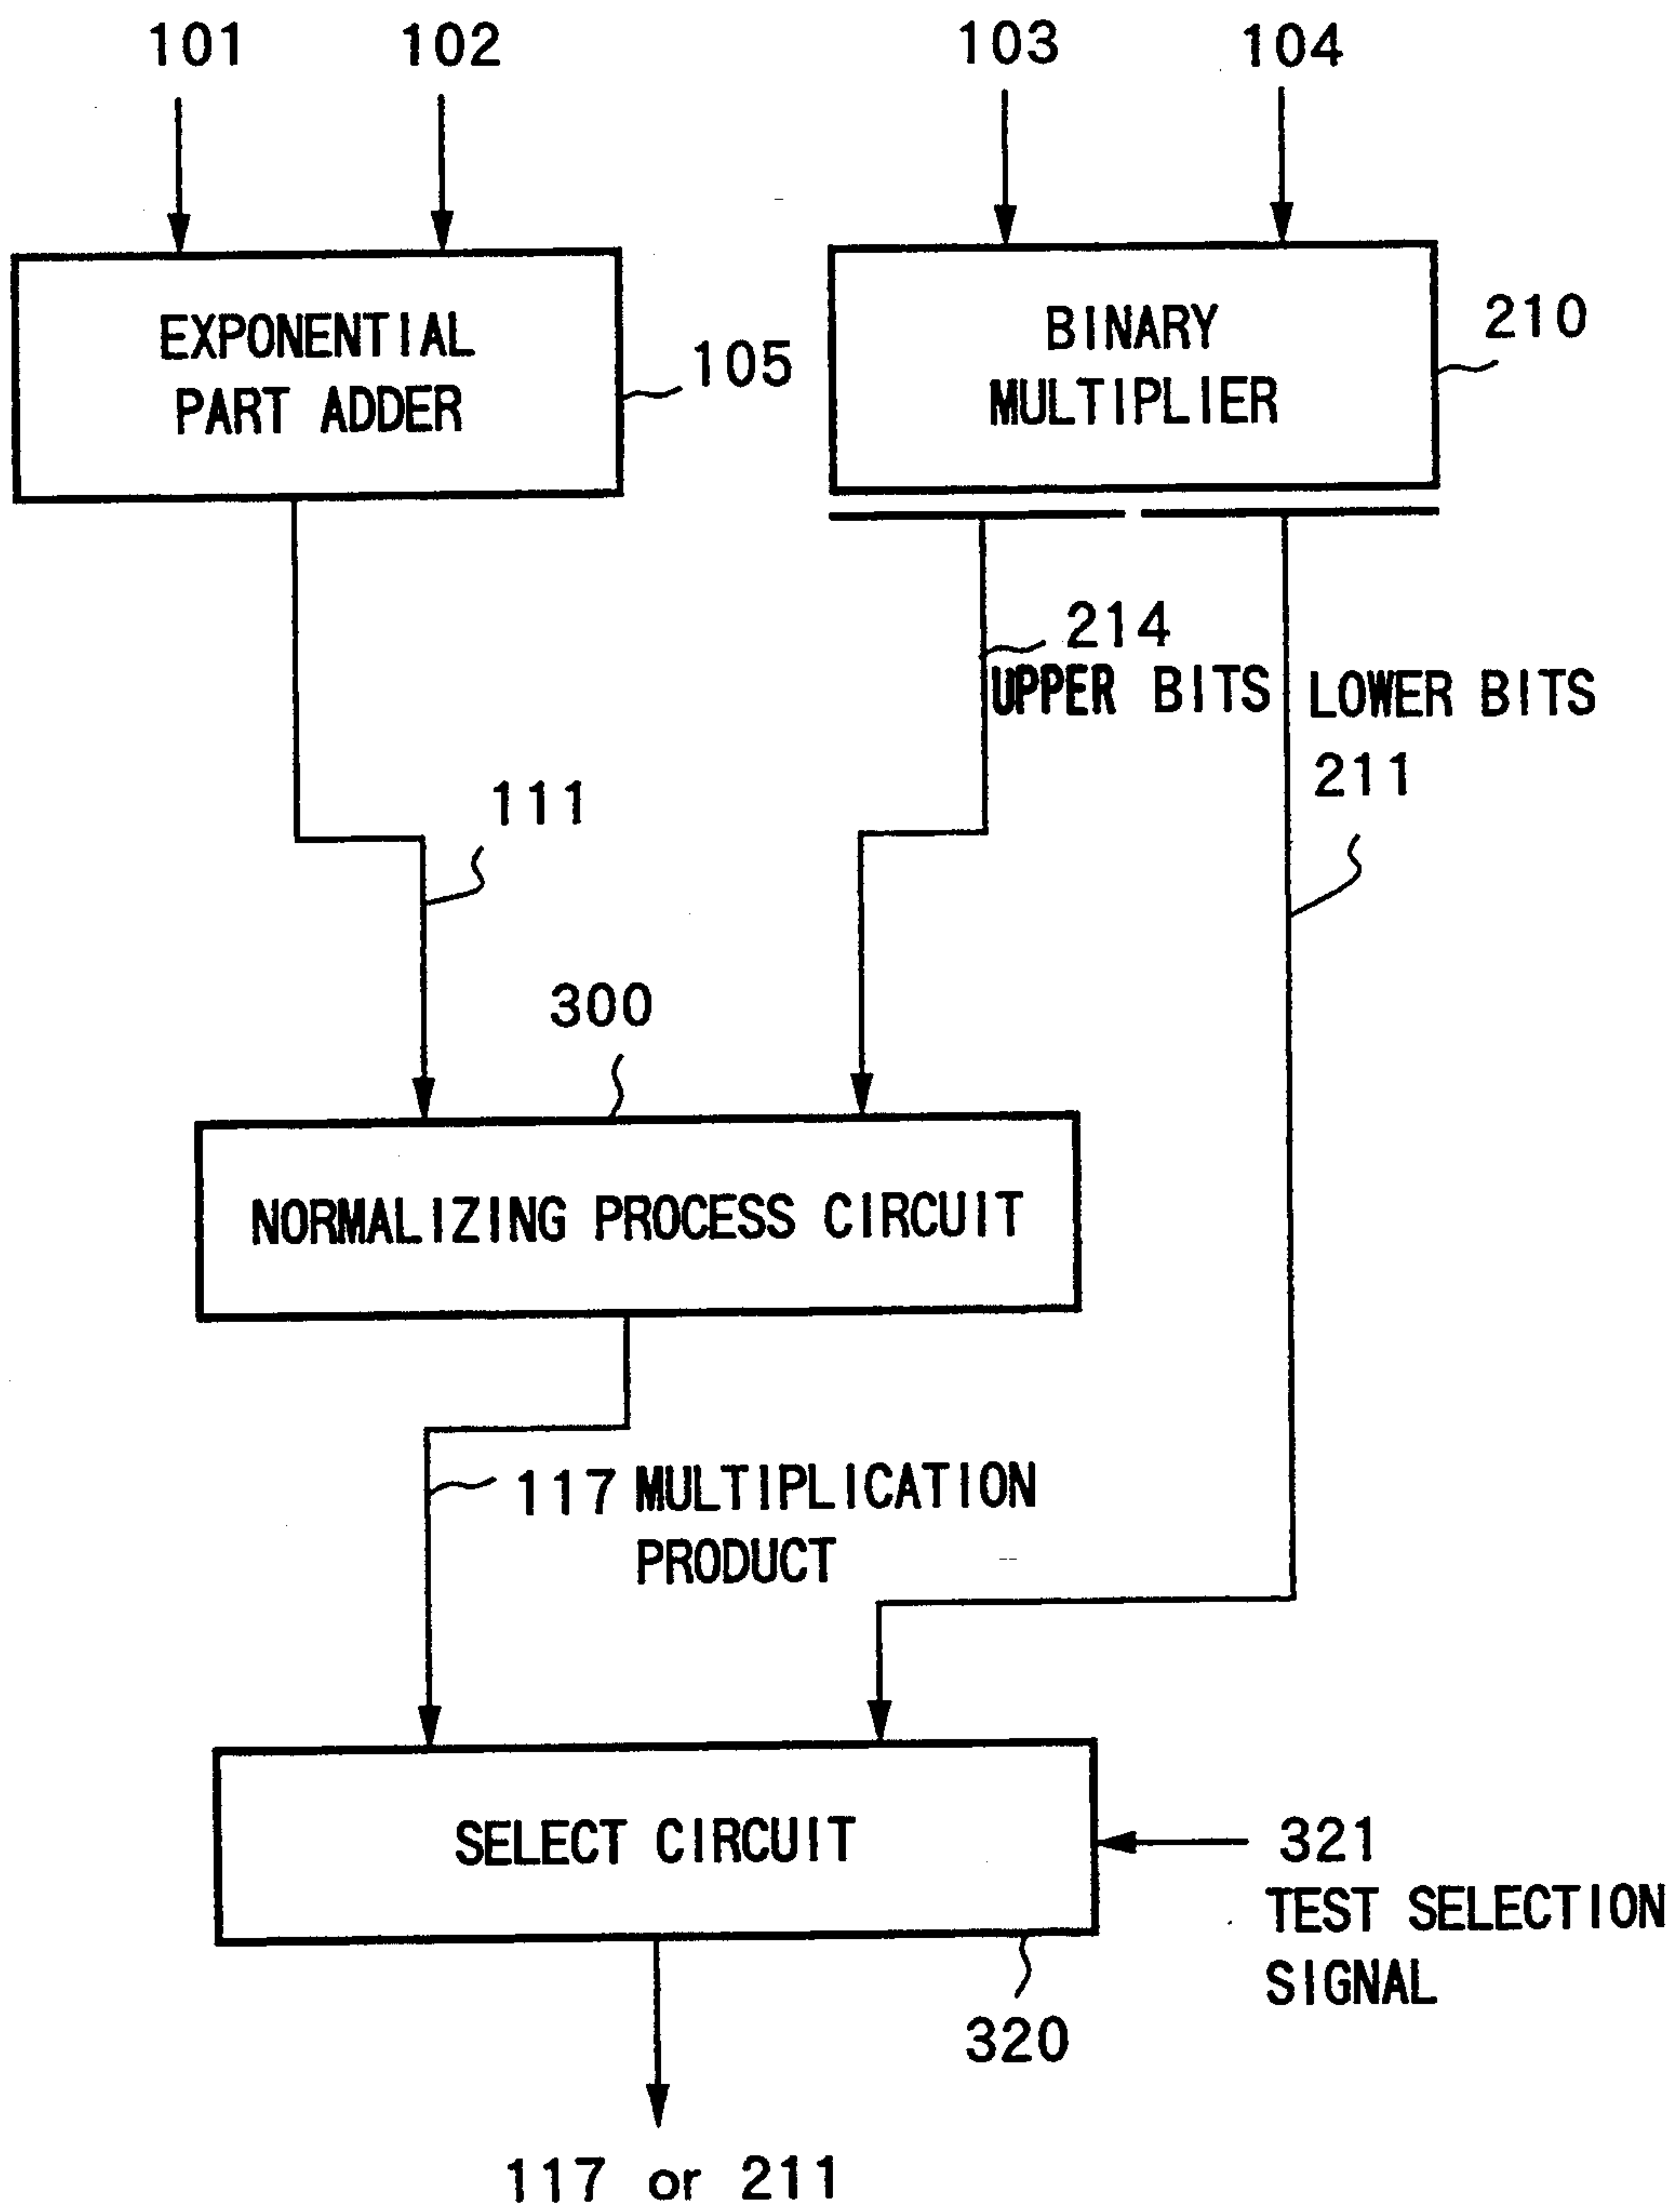 101
102
103
104
EXPONENTIAL
PART ADDER
105
BINARY
MULTIPLIER
210
214
UPPER BITS
LOWER BITS
211
111
300
NORMALIZING PROCESS CIRCUIT
117 MULTIPLICATION
PRODUCT
SELECT CIRCUIT
321
TEST SELECTION
SIGNAL
320
117 or 211